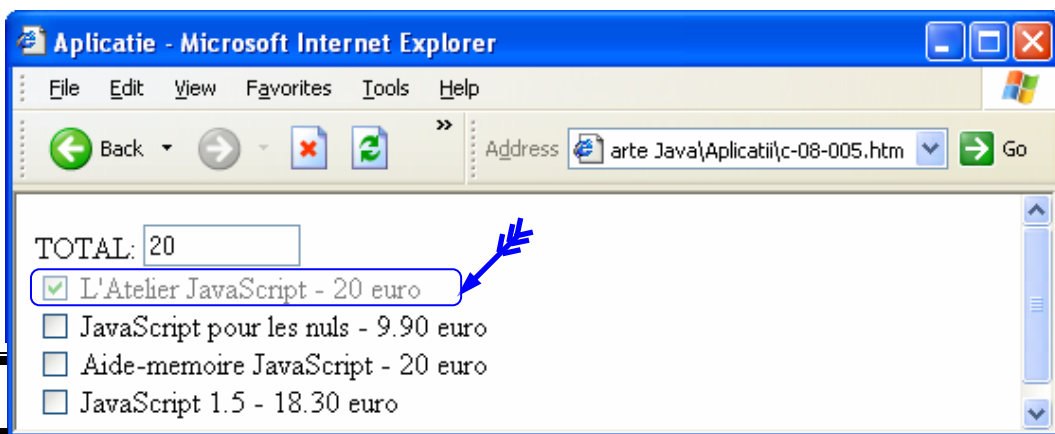 Aplicatie - Microsoft Internet Explorer
File Edit View Favorites Tools Help
Back » Address arte Java\Aplicatii\c-08-005.htm Go
TOTAL: 20
L'Atelier JavaScript - 20 euro
JavaScript pour les nuls - 9.90 euro
Aide-memoire JavaScript - 20 euro
JavaScript 1.5 - 18.30 euro